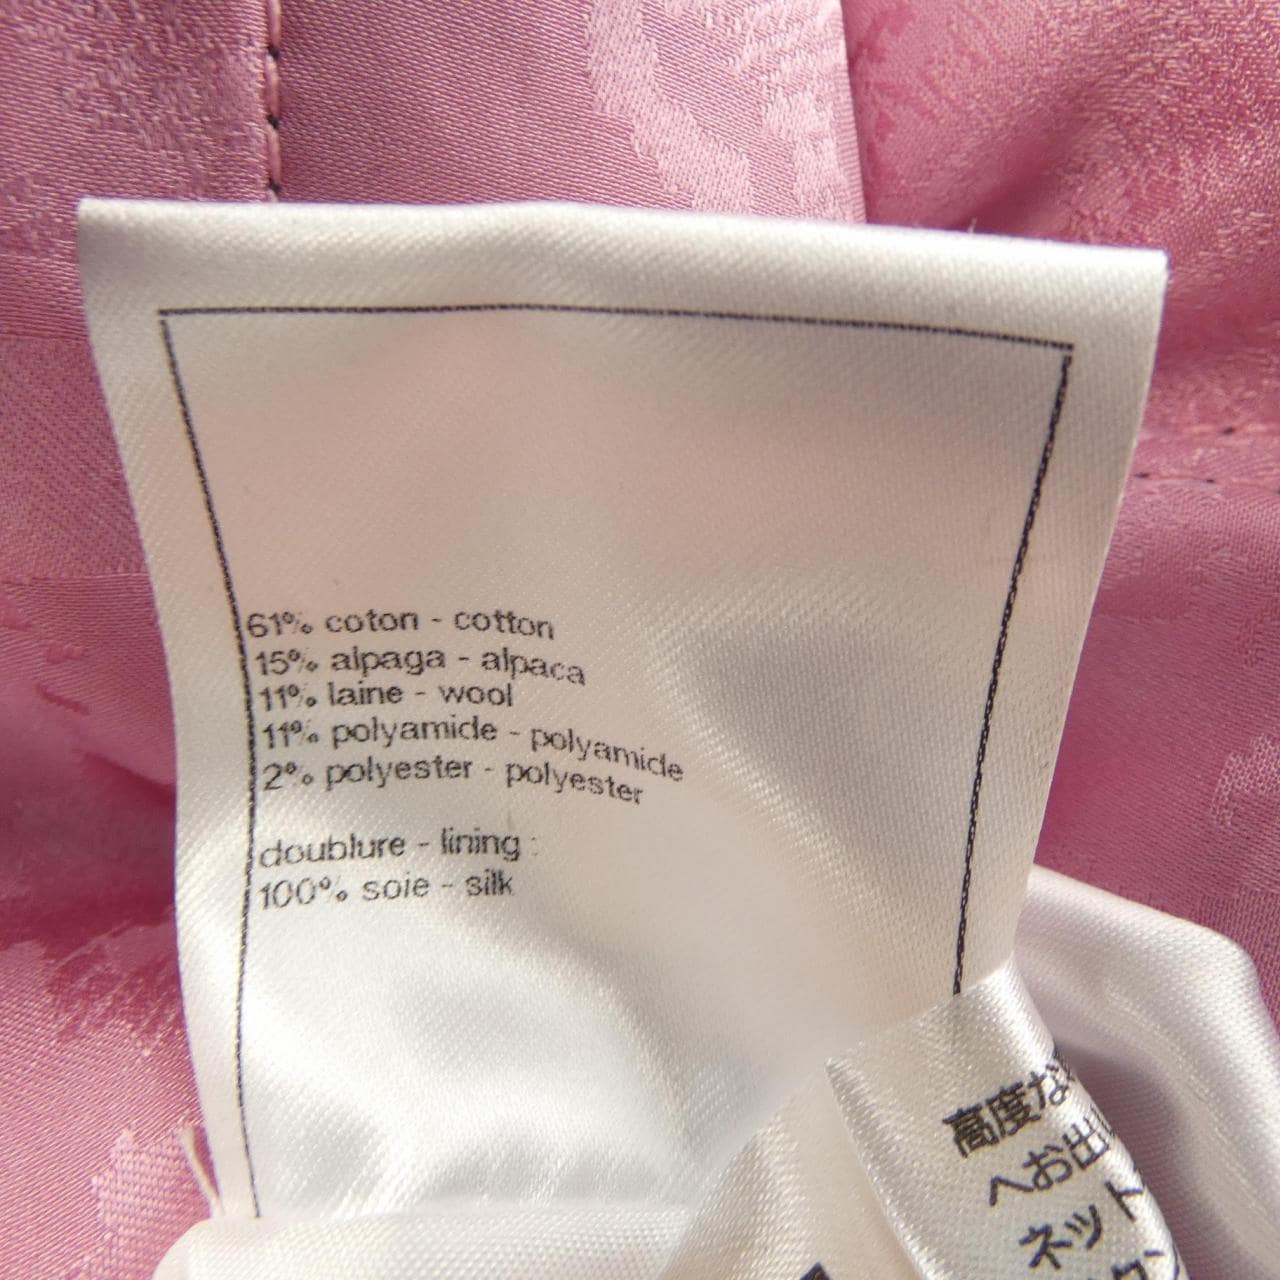 61% coton - cotton
15% alpaga - alpaca
11% laine - wool
11% polyamide - polyamide
2% polyester - polyester
doublure - lining :
100% soie - silk
高度な
へお出
ネット